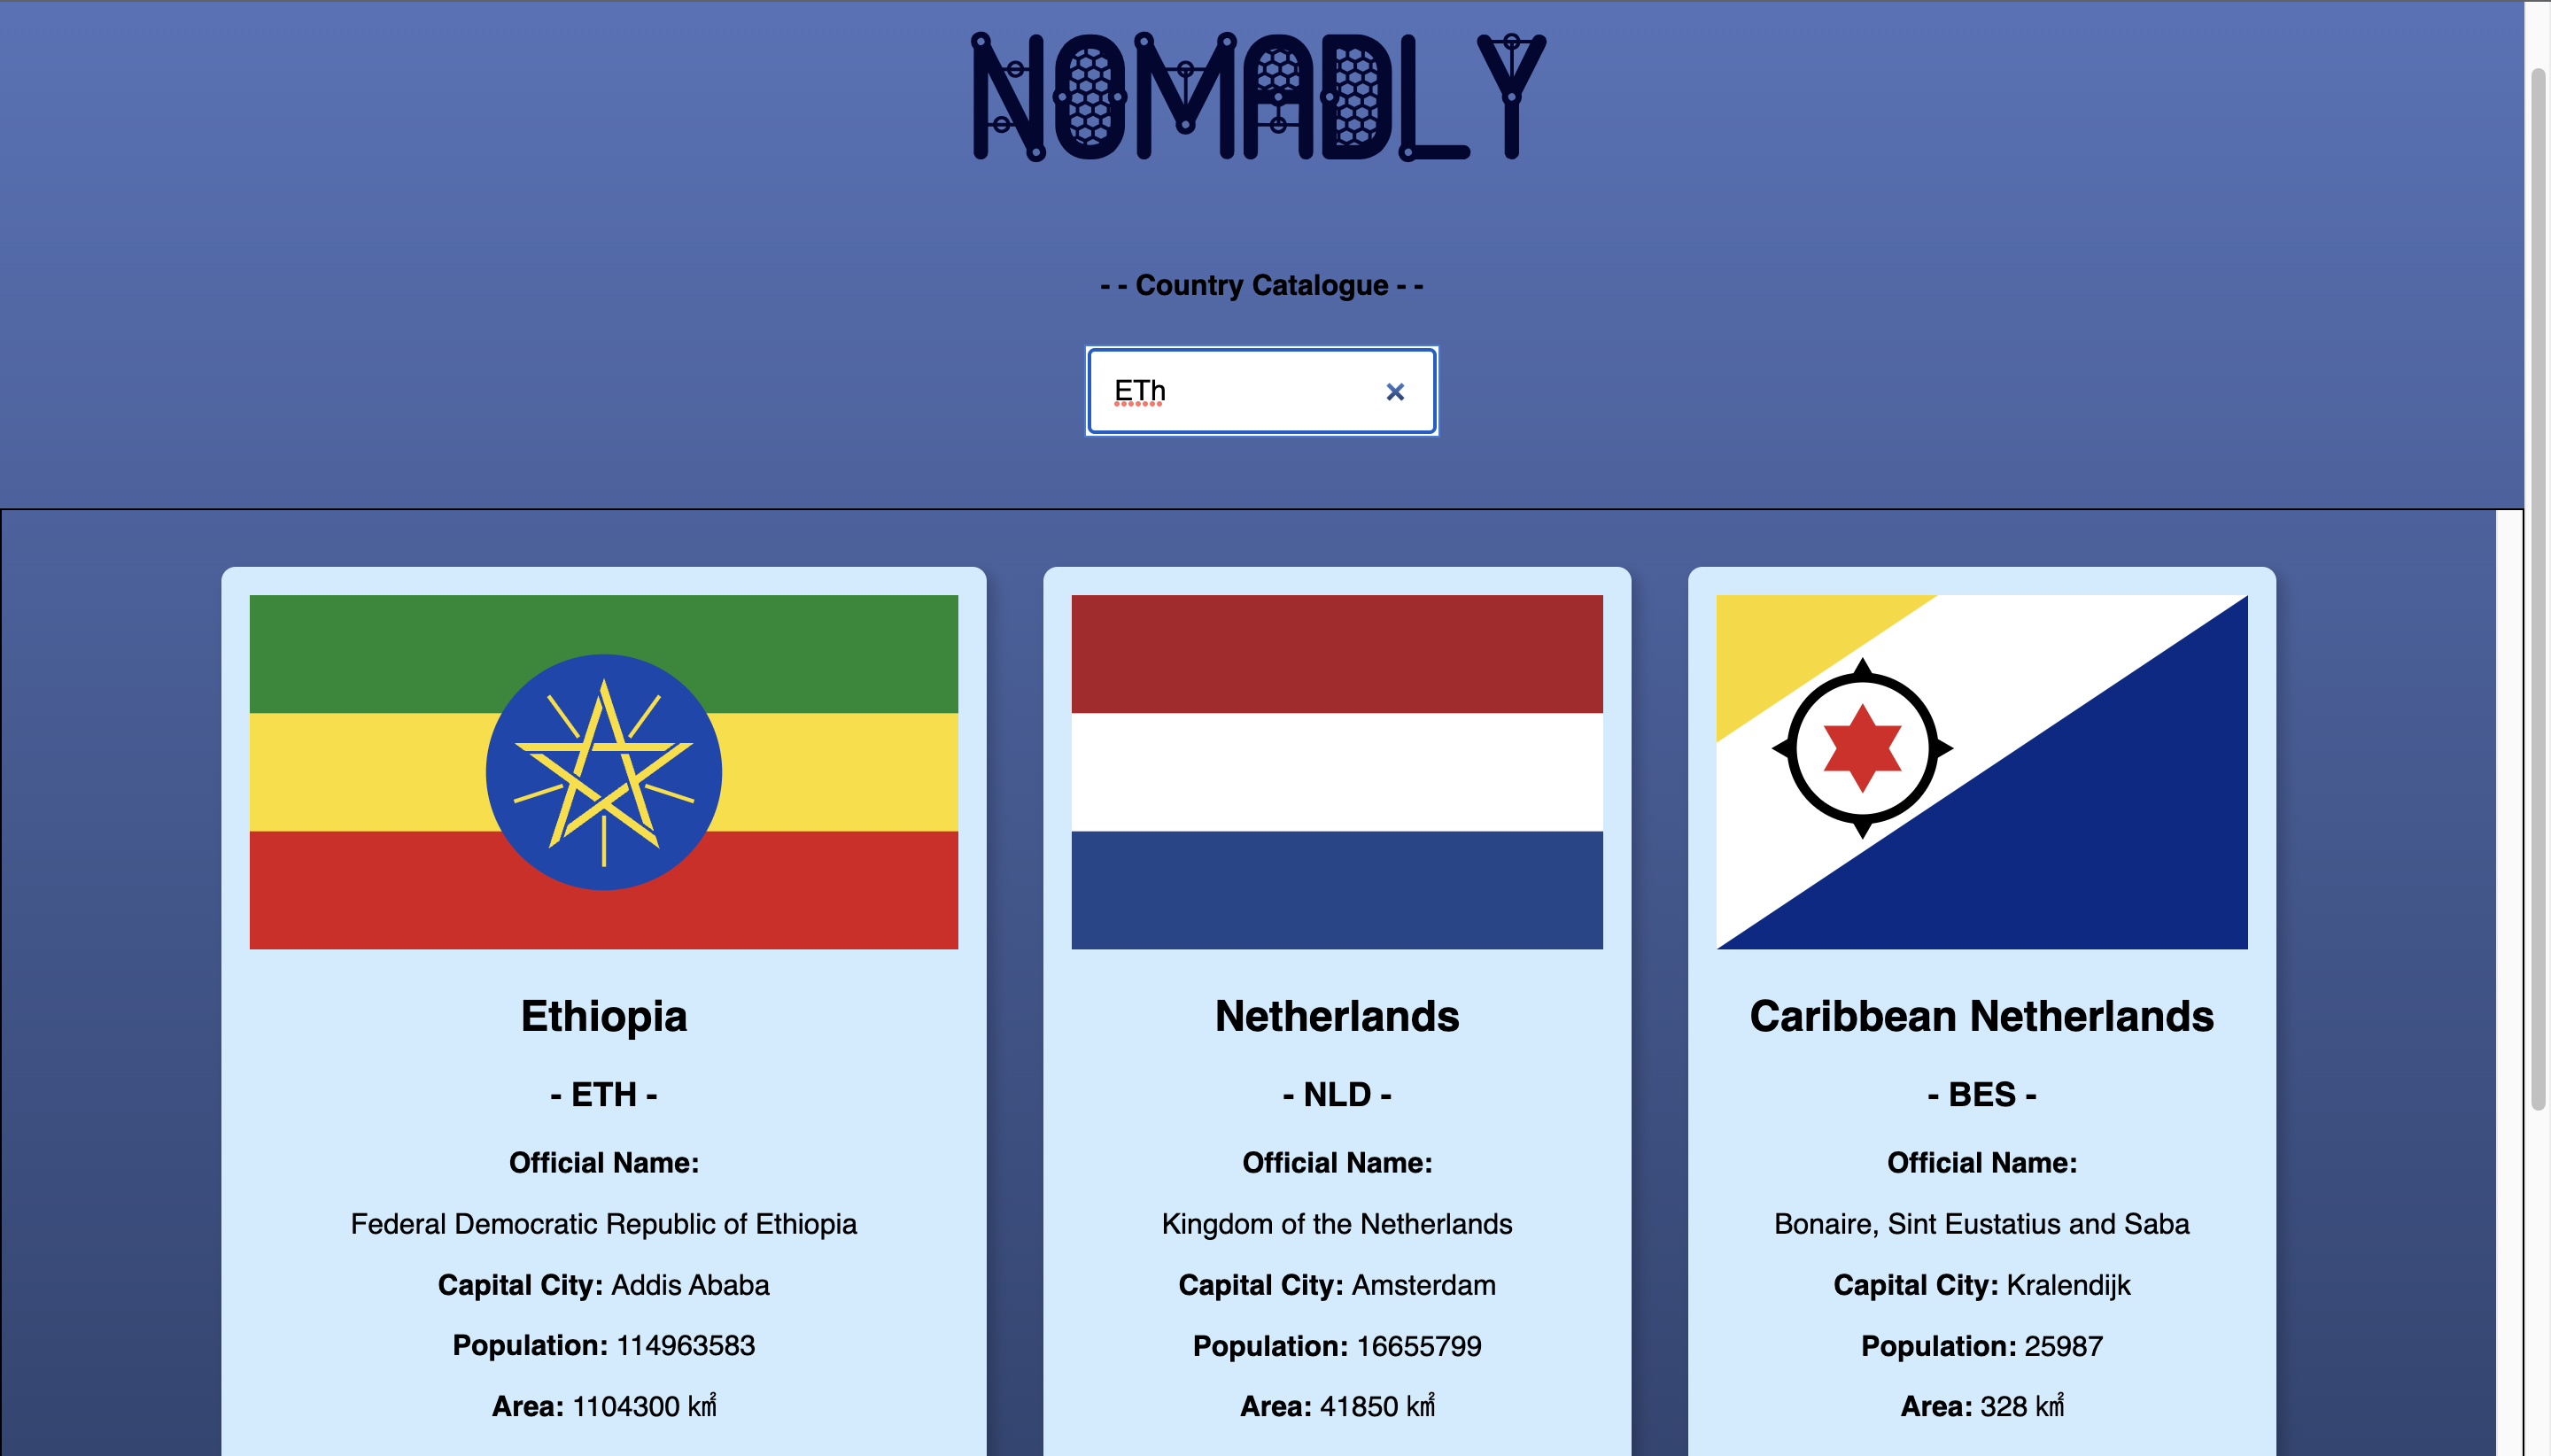 NOMADLY
- - Country Catalogue - -
ETh
Ethiopia
- ETH -
Official Name:
Federal Democratic Republic of Ethiopia
Capital City: Addis Ababa
Population: 114963583
Area: 1104300 ㎢
Netherlands
- NLD -
Official Name:
Kingdom of the Netherlands
Capital City: Amsterdam
Population: 16655799
Area: 41850 ㎢
Caribbean Netherlands
- BES -
Official Name:
Bonaire, Sint Eustatius and Saba
Capital City: Kralendijk
Population: 25987
Area: 328 ㎢